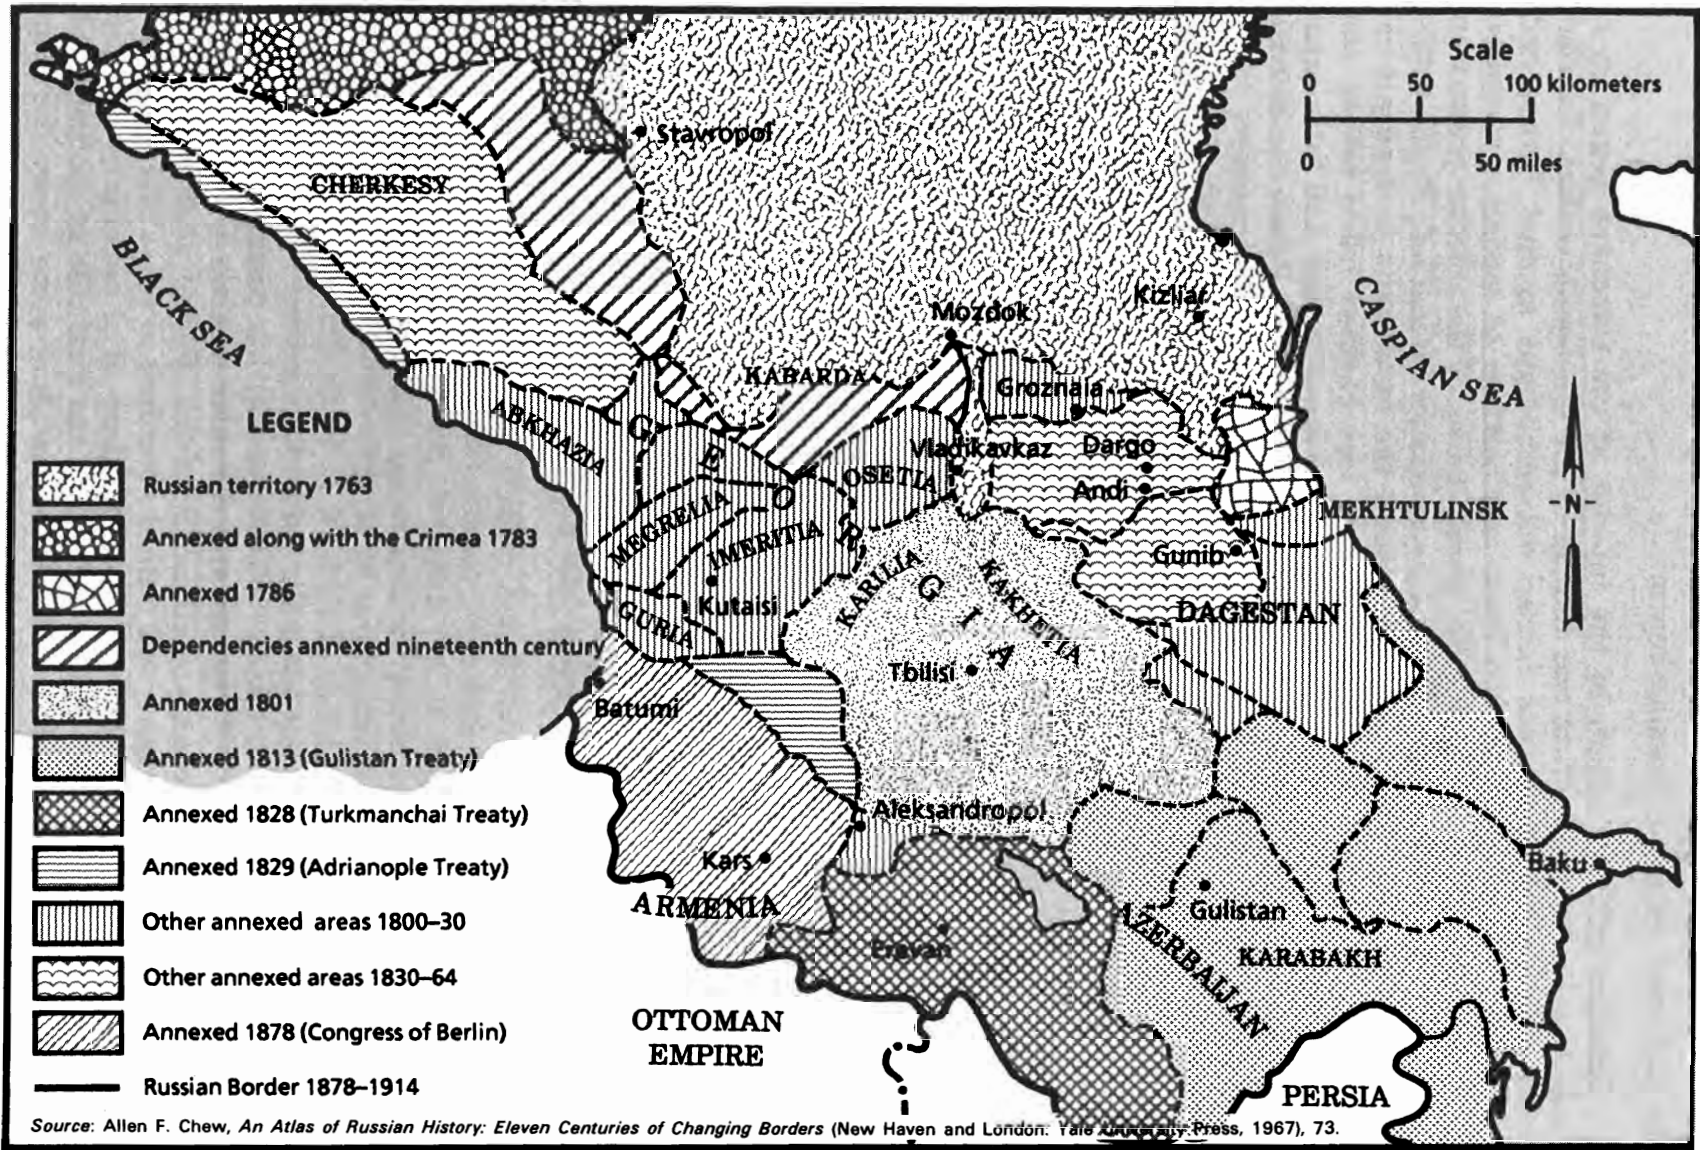 Scale
0 50 100 kilometers
0 50 miles
Stavropol
CHERKESY
BLACK SEA
CASPIAN SEA
Kizliar
Mozdok
KABARDA
Groznaia
ABKHAZIA
GEORGIA
Vladikavkaz
Dargo
OSETIA
Andi
MEGRELIA
IMERITIA
MEKHTULINSK
-N-
Gunib
KARILIA
KAKHETIA
Kutaisi
GURIA
DAGESTAN
Tbilisi
Batumi
Aleksandropol
Kars
ARMENIA
Erevan
Baku
Gulistan
AZERBAIJAN
KARABAKH
OTTOMAN
EMPIRE
PERSIA
LEGEND
Russian territory 1763
Annexed along with the Crimea 1783
Annexed 1786
Dependencies annexed nineteenth century
Annexed 1801
Annexed 1813 (Gulistan Treaty)
Annexed 1828 (Turkmanchai Treaty)
Annexed 1829 (Adrianople Treaty)
Other annexed areas 1800–30
Other annexed areas 1830–64
Annexed 1878 (Congress of Berlin)
Russian Border 1878–1914
Source: Allen F. Chew, An Atlas of Russian History: Eleven Centuries of Changing Borders (New Haven and London: Yale University Press, 1967), 73.